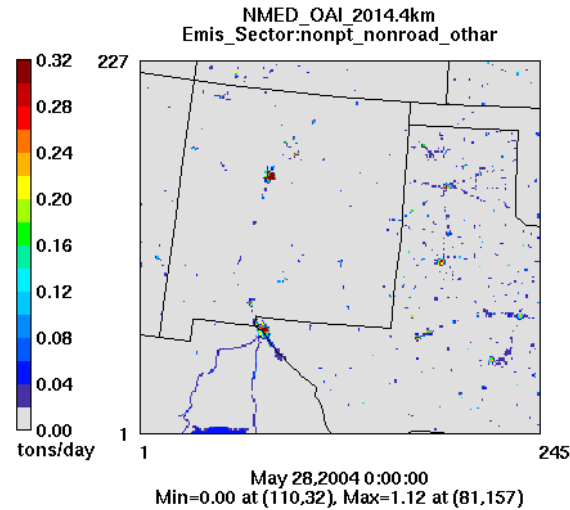 NMED_OAI_2014.4km
Emis_Sector:nonpt_nonroad_othar
0.32
0.28
0.24
0.20
0.16
0.12
0.08
0.04
0.00
tons/day
227
1
1
245
May 28,2004 0:00:00
Min=0.00 at (110,32), Max=1.12 at (81,157)